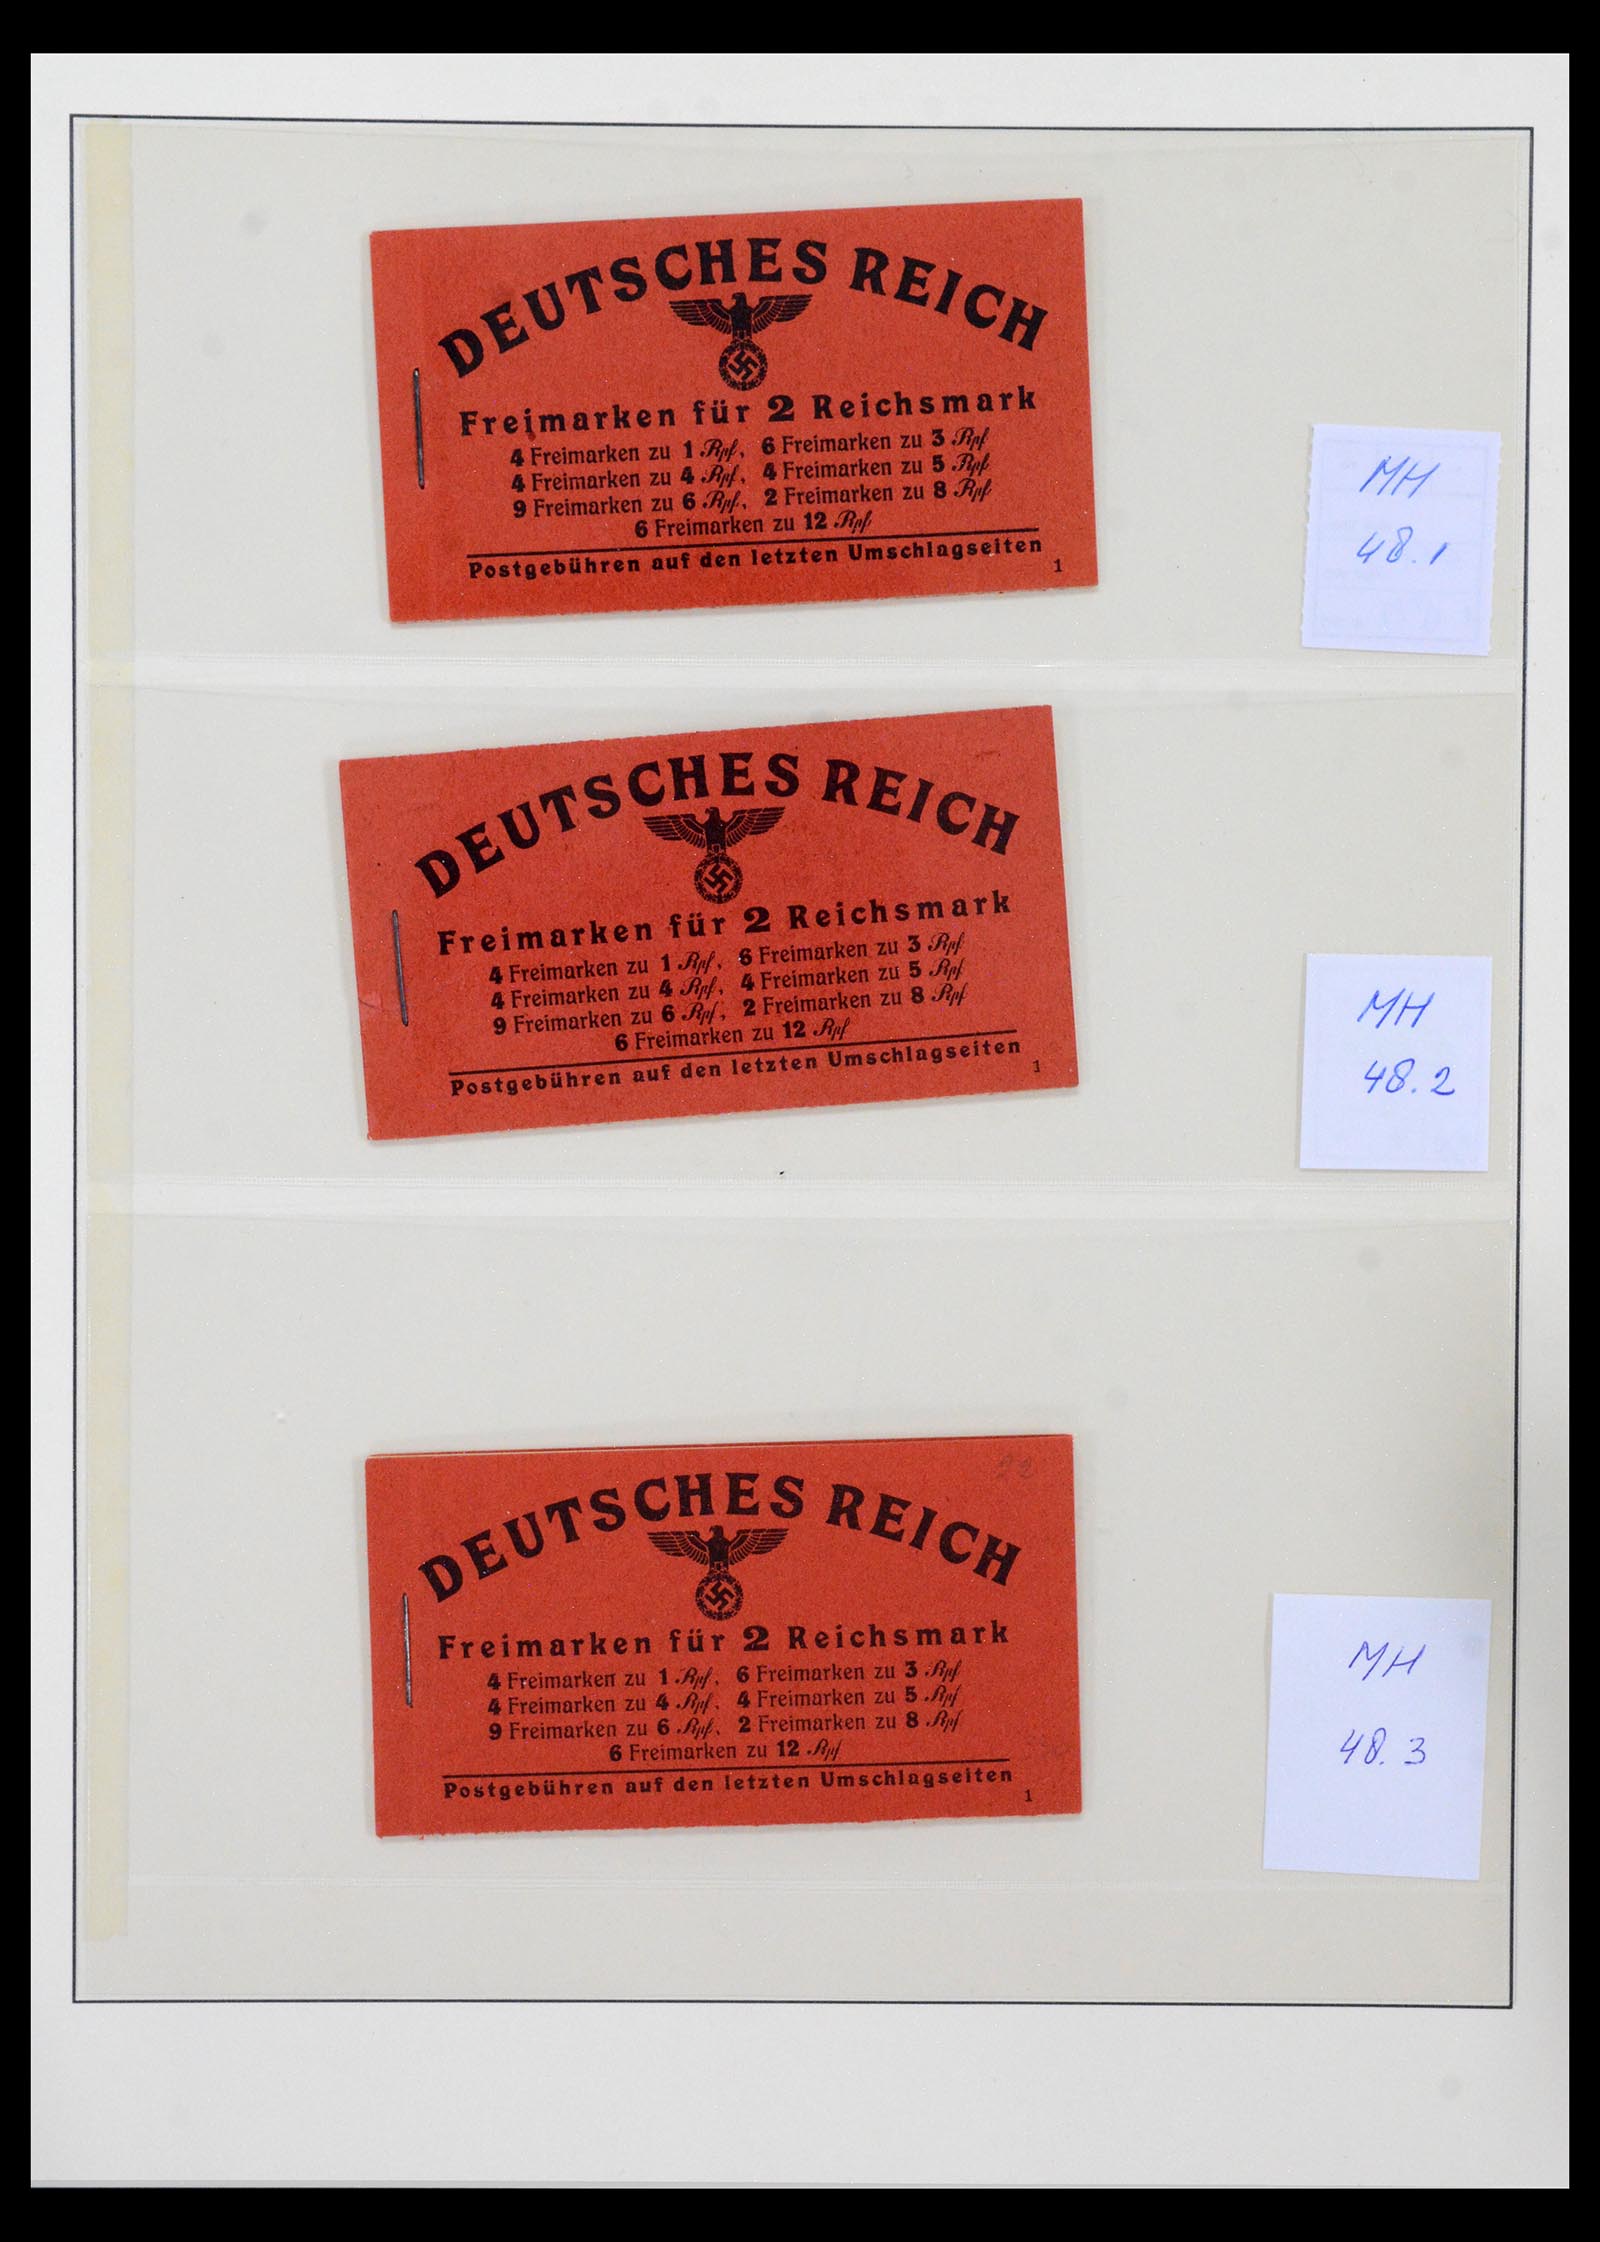 DEUTSCHES REICH
Freimarken für 2 Reichsmark
4 Freimarken zu 1 Rpf, 6 Freimarken zu 3 Rpf
4 Freimarken zu 4 Rpf, 4 Freimarken zu 5 Rpf
9 Freimarken zu 6 Rpf, 2 Freimarken zu 8 Rpf
6 Freimarken zu 12 Rpf
Postgebühren auf den letzten Umschlagseiten
1
MH
48.1
DEUTSCHES REICH
Freimarken für 2 Reichsmark
4 Freimarken zu 1 Rpf, 6 Freimarken zu 3 Rpf
4 Freimarken zu 4 Rpf, 4 Freimarken zu 5 Rpf
9 Freimarken zu 6 Rpf, 2 Freimarken zu 8 Rpf
6 Freimarken zu 12 Rpf
Postgebühren auf den letzten Umschlagseiten
1
MH
48.2
22
DEUTSCHES REICH
Freimarken für 2 Reichsmark
4 Freimarken zu 1 Rpf, 6 Freimarken zu 3 Rpf
4 Freimarken zu 4 Rpf, 4 Freimarken zu 5 Rpf
9 Freimarken zu 6 Rpf, 2 Freimarken zu 8 Rpf
6 Freimarken zu 12 Rpf
Postgebühren auf den letzten Umschlagseiten
1
MH
48.3